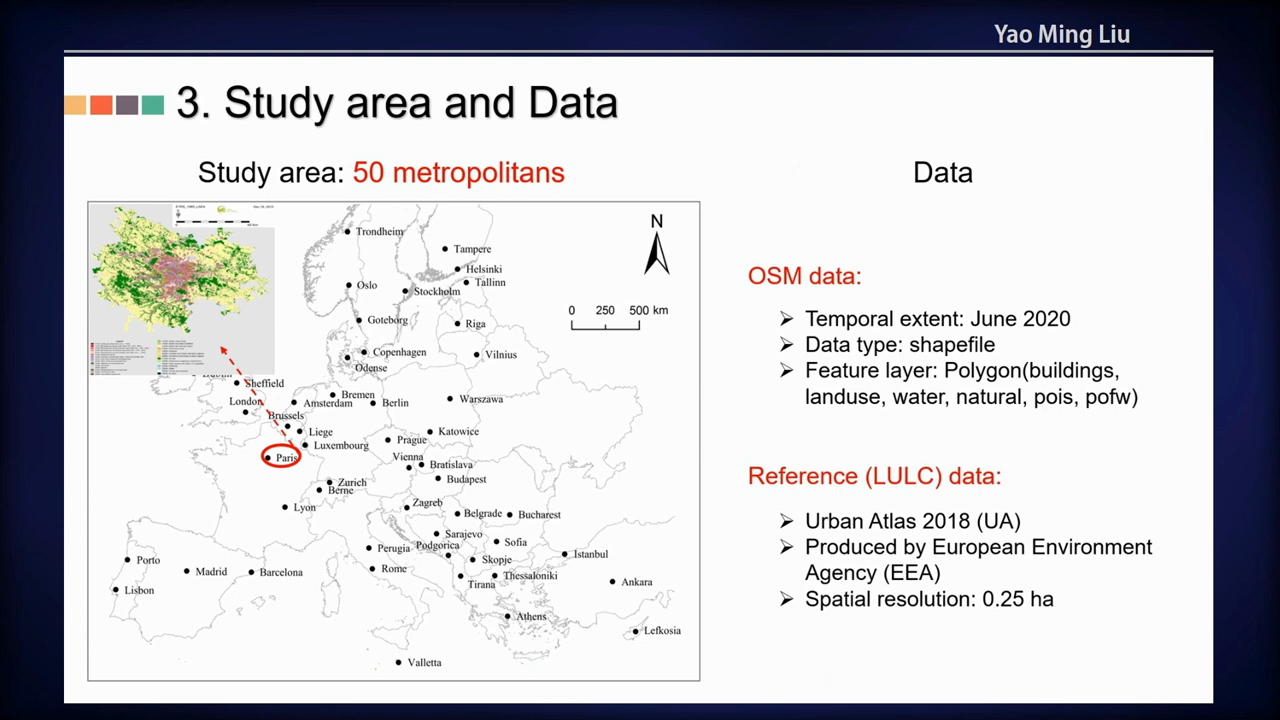 Yao Ming Liu
3. Study area and Data
Study area: 50 metropolitans
Data
N
0 250 500 km
Trondheim
Tampere
Helsinki
Tallinn
Oslo
Stockholm
Goteborg
Riga
Copenhagen
Vilnius
Odense
Dublin
Sheffield
Bremen
London
Amsterdam
Berlin
Warszawa
Brussels
Liege
Katowice
Prague
Luxembourg
Paris
Vienna
Bratislava
Budapest
Zurich
Berne
Lyon
Zagreb
Belgrade
Bucharest
Sarajevo
Perugia
Podgorica
Sofia
Istanbul
Porto
Skopje
Rome
Madrid
Barcelona
Thessaloniki
Tirana
Ankara
Lisbon
Athens
Lefkosia
Valletta
OSM data:
➢ Temporal extent: June 2020
➢ Data type: shapefile
➢ Feature layer: Polygon(buildings,
landuse, water, natural, pois, pofw)
Reference (LULC) data:
➢ Urban Atlas 2018 (UA)
➢ Produced by European Environment
Agency (EEA)
➢ Spatial resolution: 0.25 ha